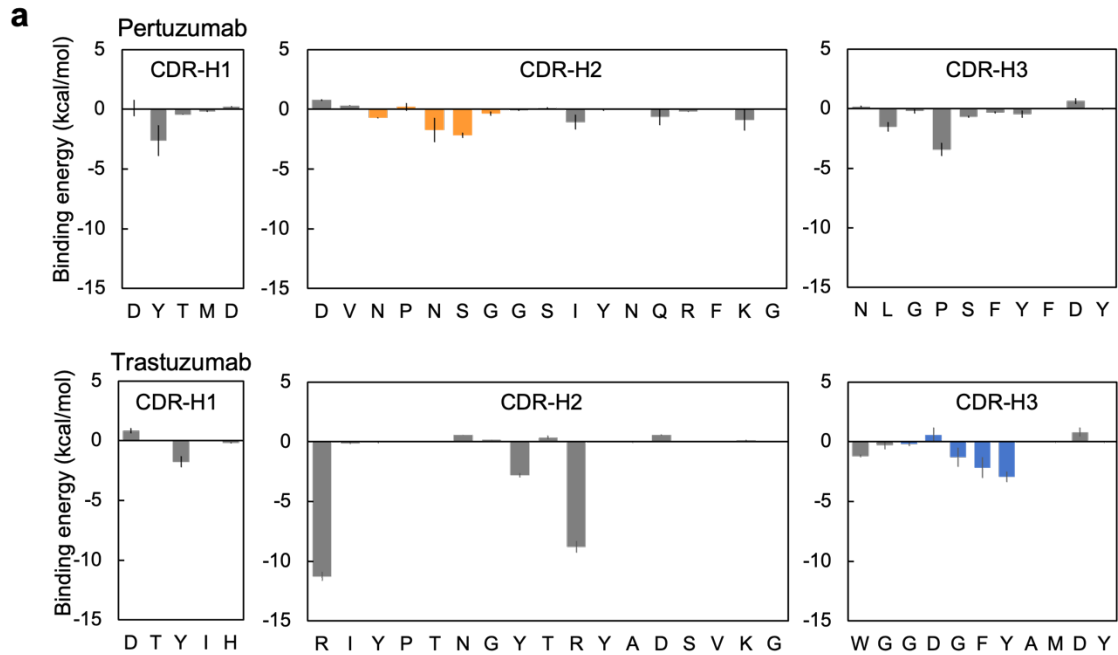 a
Pertuzumab
Binding energy (kcal/mol)
5
0
-5
-10
-15
CDR-H1
D Y T M D
5
0
-5
-10
-15
CDR-H2
D V N P N S G G S I Y N Q R F K G
5
0
-5
-10
-15
CDR-H3
N L G P S F Y F D Y
Trastuzumab
Binding energy (kcal/mol)
5
0
-5
-10
-15
CDR-H1
D T Y I H
5
0
-5
-10
-15
CDR-H2
R I Y P T N G Y T R Y A D S V K G
5
0
-5
-10
-15
CDR-H3
W G G D G F Y A M D Y